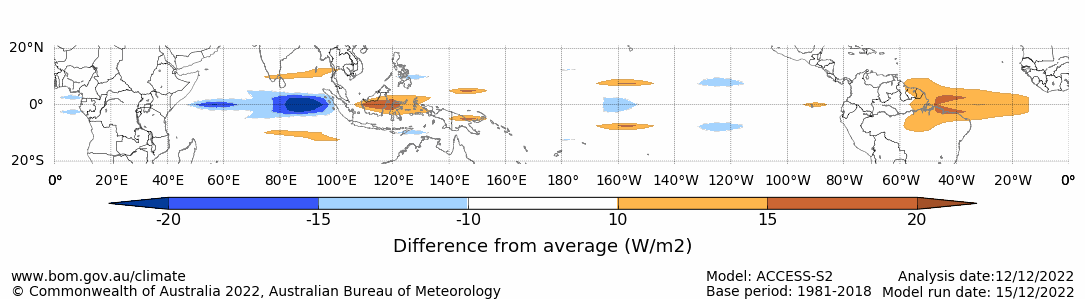 20°N
0°
20°S
0° 20°E 40°E 60°E 80°E 100°E 120°E 140°E 160°E 180° 160°W 140°W 120°W 100°W 80°W 60°W 40°W 20°W 0°
-20 -15 -10 10 15 20
Difference from average (W/m2)
www.bom.gov.au/climate
© Commonwealth of Australia 2022, Australian Bureau of Meteorology
Model: ACCESS-S2 Analysis date:12/12/2022
Base period: 1981-2018 Model run date: 15/12/2022